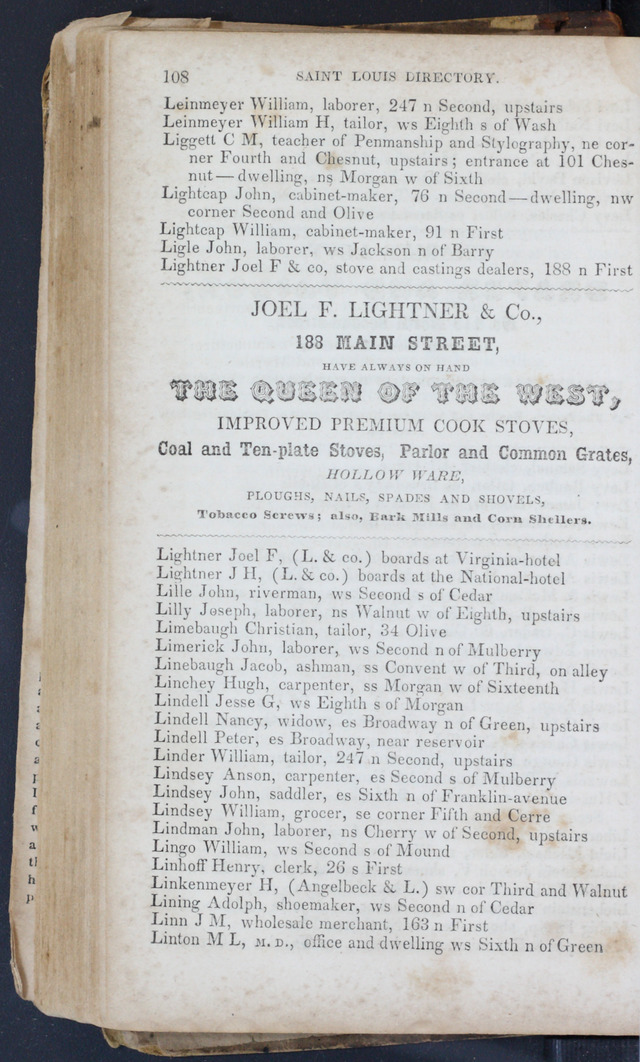 108 SAINT LOUIS DIRECTORY.
Leinmeyer William, laborer, 247 n Second, upstairs
Leinmeyer William H, tailor, ws Eighth s of Wash
Liggett C M, teacher of Penmanship and Stylography, ne cor-
ner Fourth and Chesnut, upstairs; entrance at 101 Ches-
nut—dwelling, ns Morgan w of Sixth
Lightcap John, cabinet-maker, 76 n Second—dwelling, nw
corner Second and Olive
Lightcap William, cabinet-maker, 91 n First
Ligle John, laborer, ws Jackson n of Barry
Lightner Joel F & co, stove and castings dealers, 188 n First
JOEL F. LIGHTNER & Co.,
188 MAIN STREET,
HAVE ALWAYS ON HAND
THE QUEEN OF THE WEST,
IMPROVED PREMIUM COOK STOVES,
Coal and Ten-plate Stoves, Parlor and Common Grates,
HOLLOW WARE,
PLOUGHS, NAILS, SPADES AND SHOVELS,
Tobacco Screws; also, Bark Mills and Corn Shellers.
Lightner Joel F, (L. & co.) boards at Virginia-hotel
Lightner J H, (L. & co.) boards at the National-hotel
Lille John, riverman, ws Second s of Cedar
Lilly Joseph, laborer, ns Walnut w of Eighth, upstairs
Limebaugh Christian, tailor, 34 Olive
Limerick John, laborer, ws Second n of Mulberry
Linebaugh Jacob, ashman, ss Convent w of Third, on alley
Linchey Hugh, carpenter, ss Morgan w of Sixteenth
Lindell Jesse G, ws Eighth s of Morgan
Lindell Nancy, widow, es Broadway n of Green, upstairs
Lindell Peter, es Broadway, near reservoir
Linder William, tailor, 247 n Second, upstairs
Lindsey Anson, carpenter, es Second s of Mulberry
Lindsey John, saddler, es Sixth n of Franklin-avenue
Lindsey William, grocer, se corner Fifth and Cerre
Lindman John, laborer, ns Cherry w of Second, upstairs
Lingo William, ws Second s of Mound
Linhoff Henry, clerk, 26 s First
Linkenmeyer H, (Angelbeck & L.) sw cor Third and Walnut
Lining Adolph, shoemaker, ws Second n of Cedar
Linn J M, wholesale merchant, 163 n First
Linton M L, M. D., office and dwelling ws Sixth n of Green